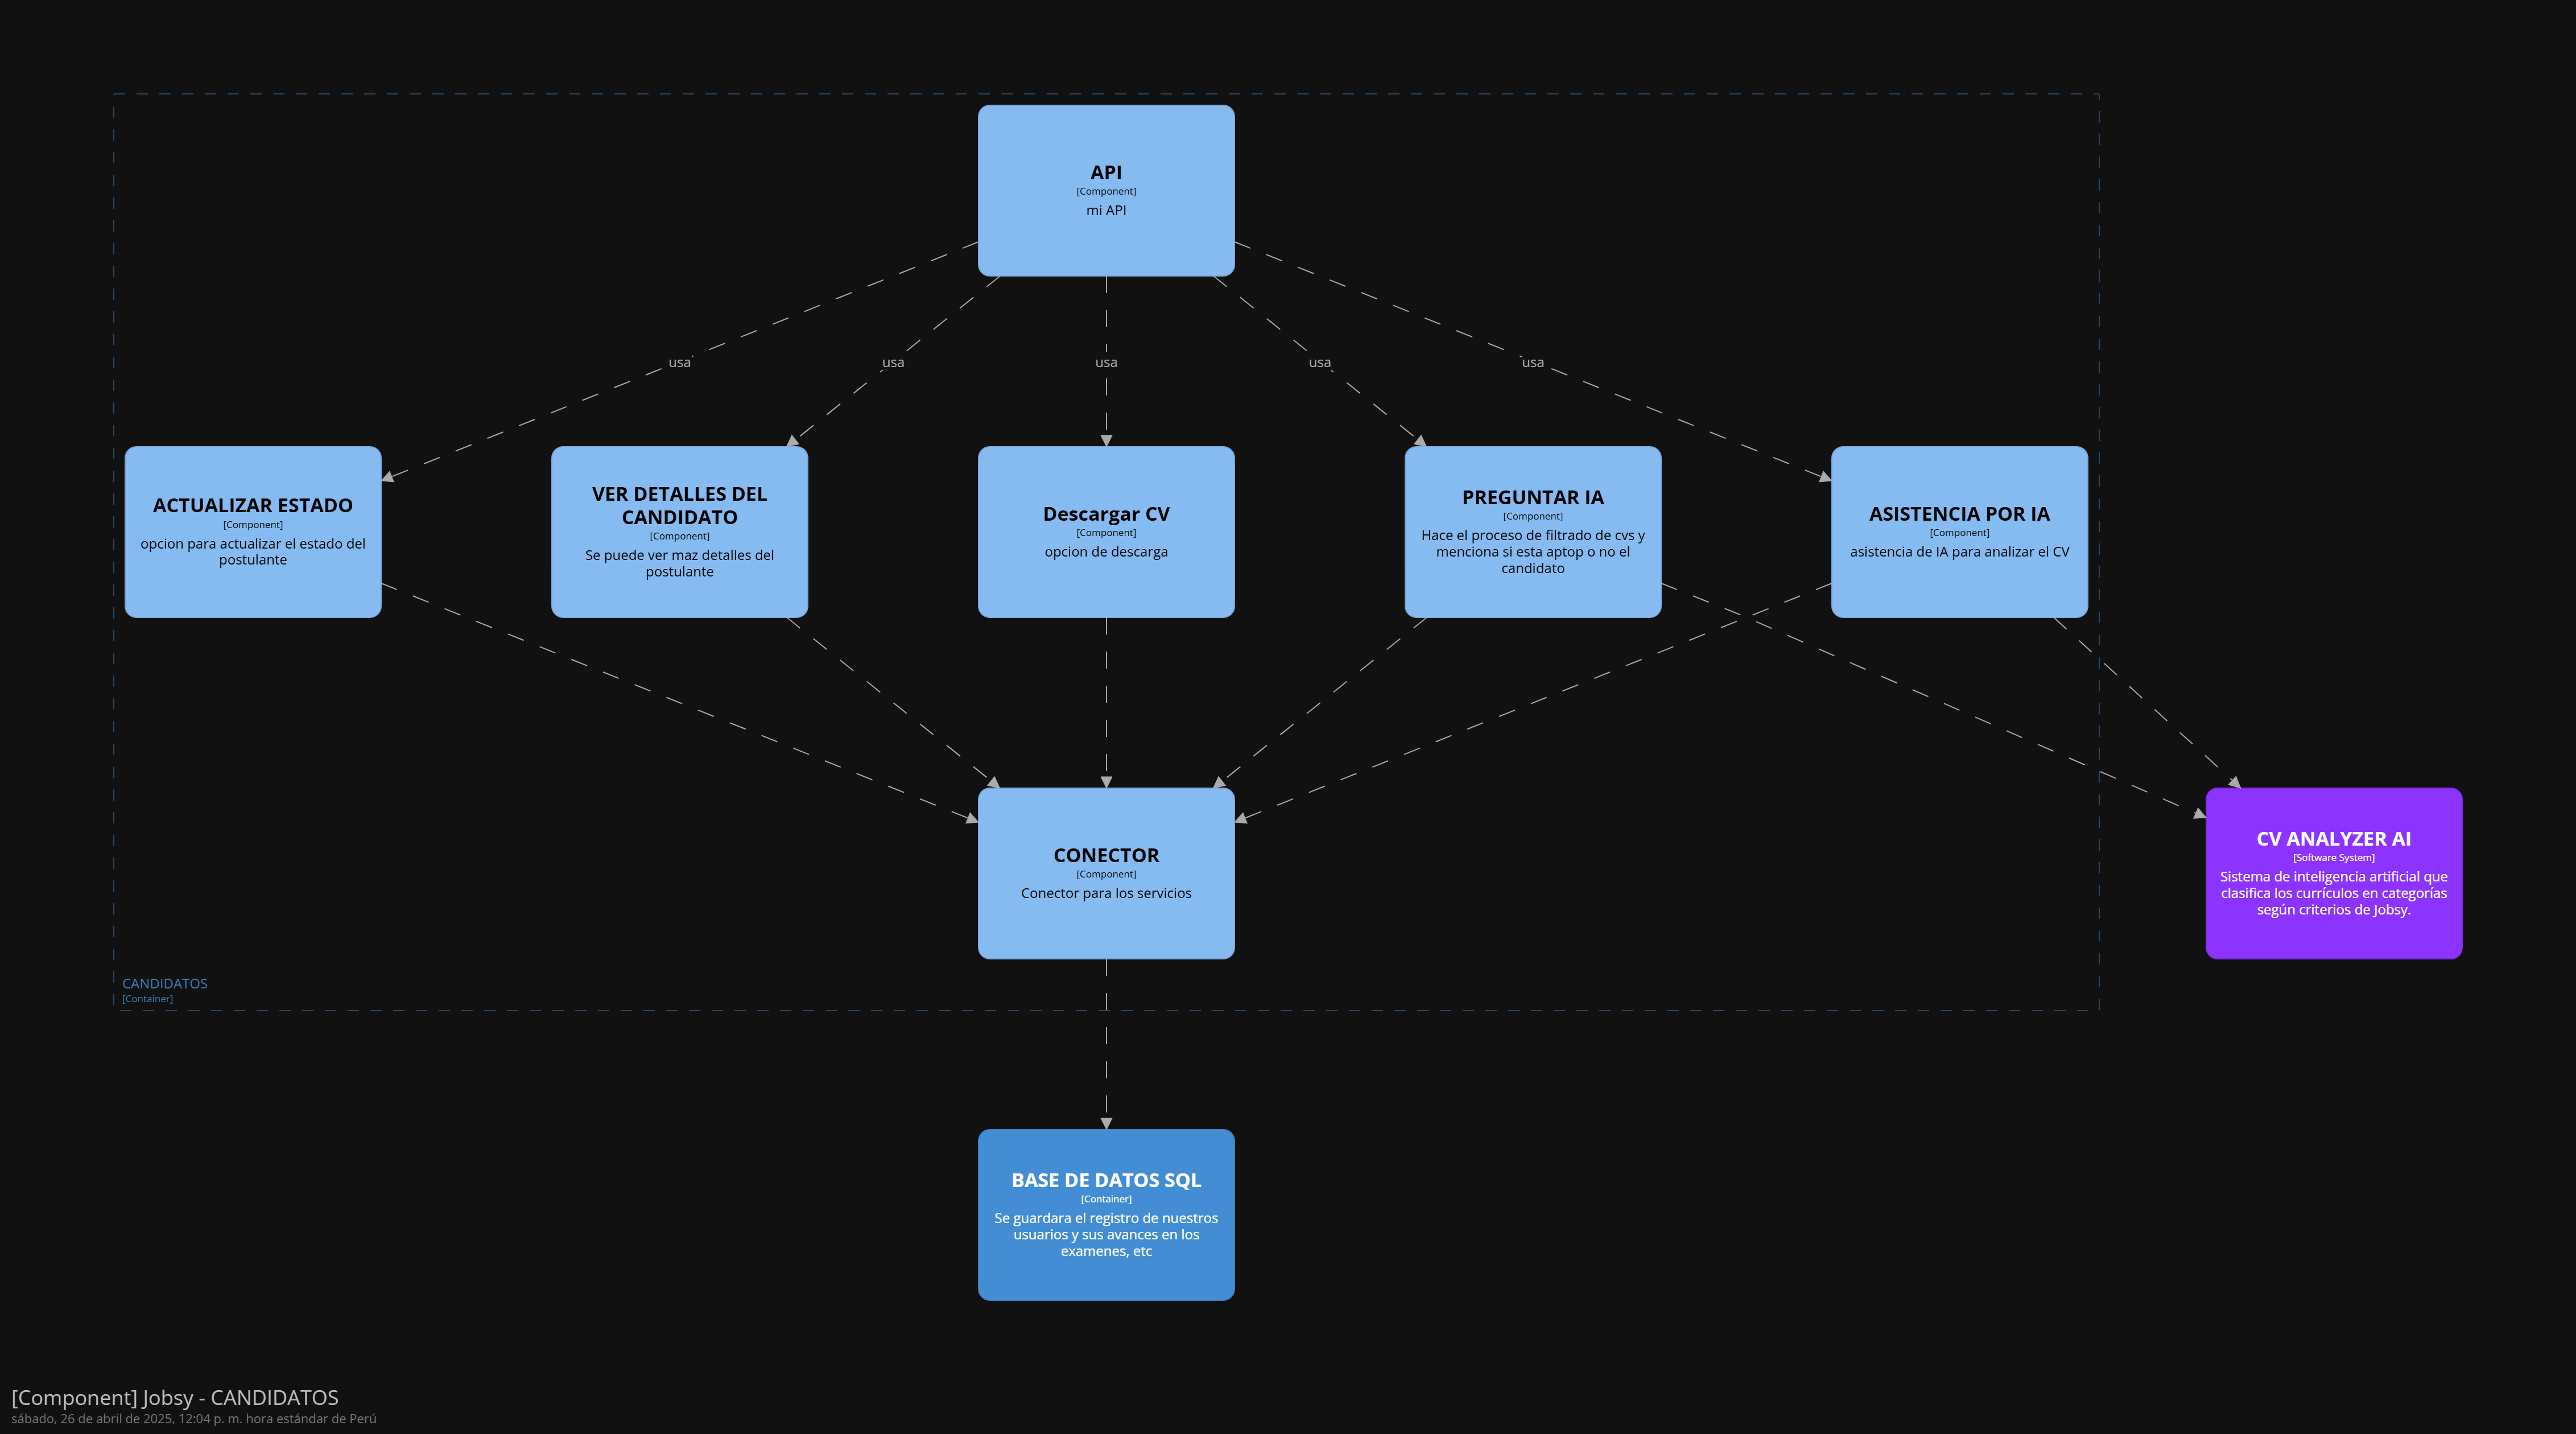 API
[Component]
mi API
usa
usa
usa
usa
usa
ACTUALIZAR ESTADO
[Component]
opcion para actualizar el estado del
postulante
VER DETALLES DEL
CANDIDATO
[Component]
Se puede ver maz detalles del
postulante
Descargar CV
[Component]
opcion de descarga
PREGUNTAR IA
[Component]
Hace el proceso de filtrado de cvs y
menciona si esta aptop o no el
candidato
ASISTENCIA POR IA
[Component]
asistencia de IA para analizar el CV
CONECTOR
[Component]
Conector para los servicios
CV ANALYZER AI
[Software System]
Sistema de inteligencia artificial que
clasifica los currículos en categorías
según criterios de Jobsy.
CANDIDATOS
[Container]
BASE DE DATOS SQL
[Container]
Se guardara el registro de nuestros
usuarios y sus avances en los
examenes, etc
[Component] Jobsy - CANDIDATOS
sábado, 26 de abril de 2025, 12:04 p. m. hora estándar de Perú